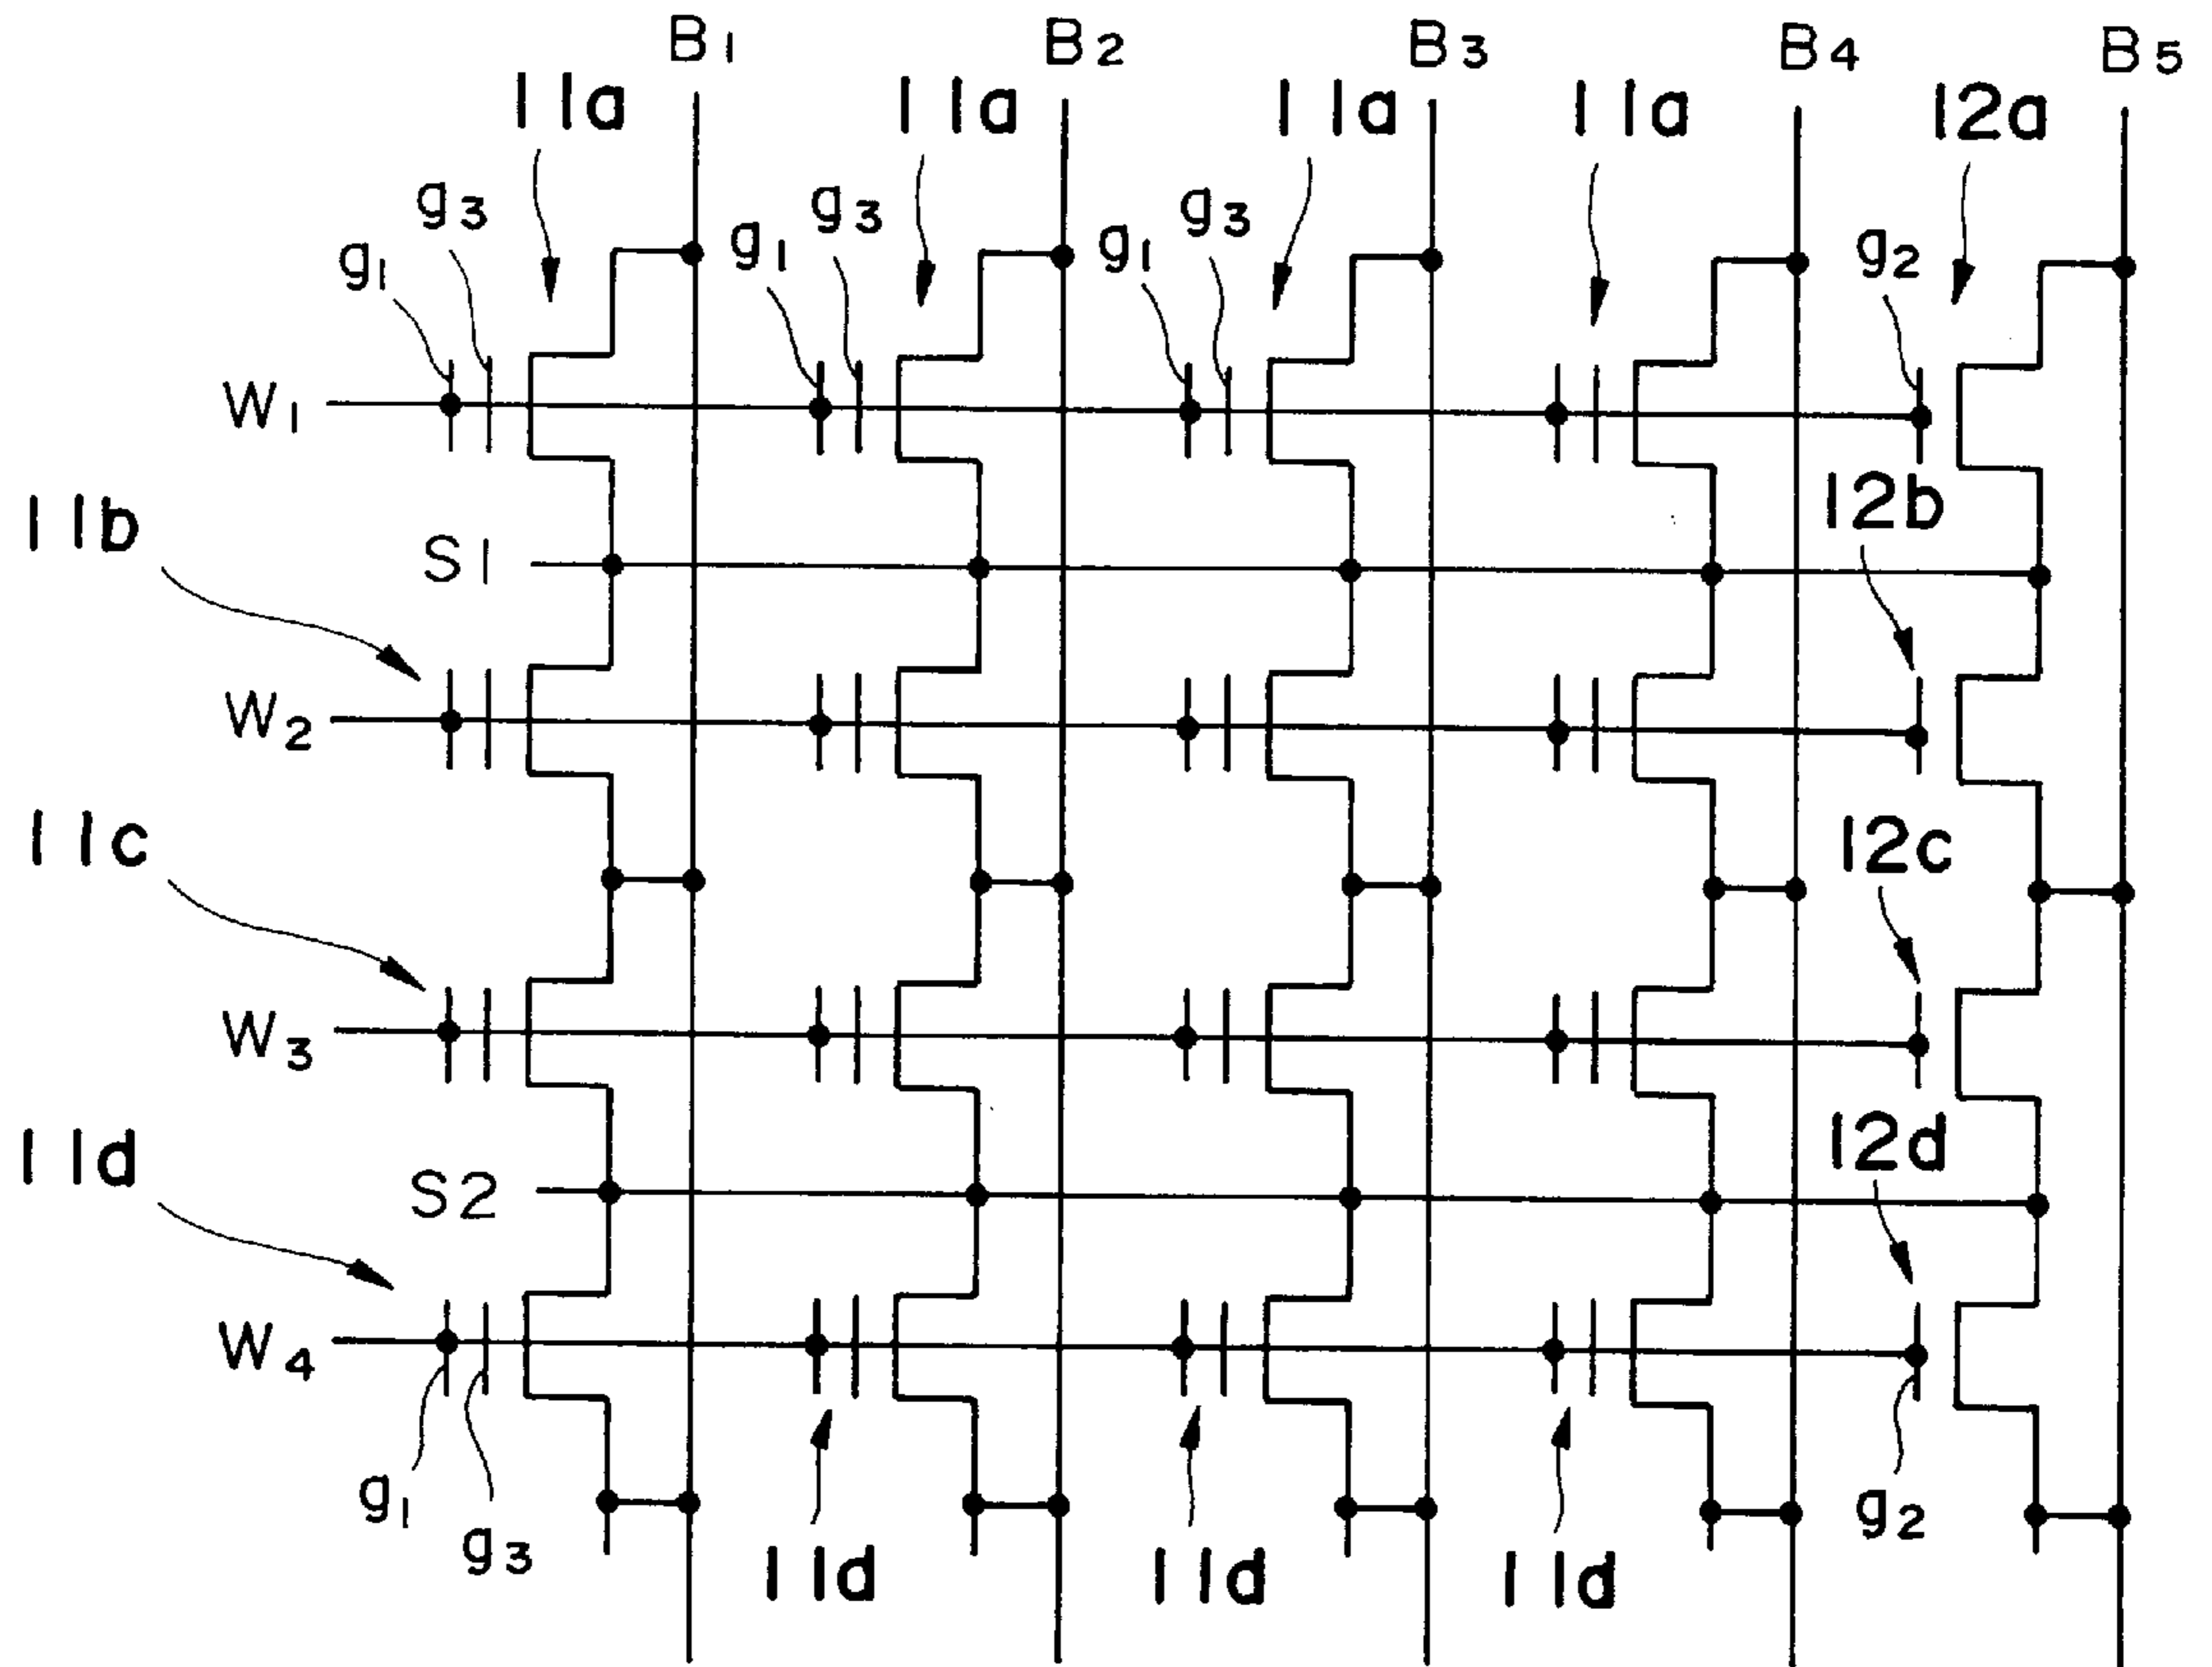 B1 B2 B3 B4 B5
11a 11a 11a 11a 12a
g1 g3 g1 g3 g1 g3 g2
W1
12b
11b S1
W2
11c 12c
W3
12d
11d S2
W4
g1 g3 g2
11d 11d 11d